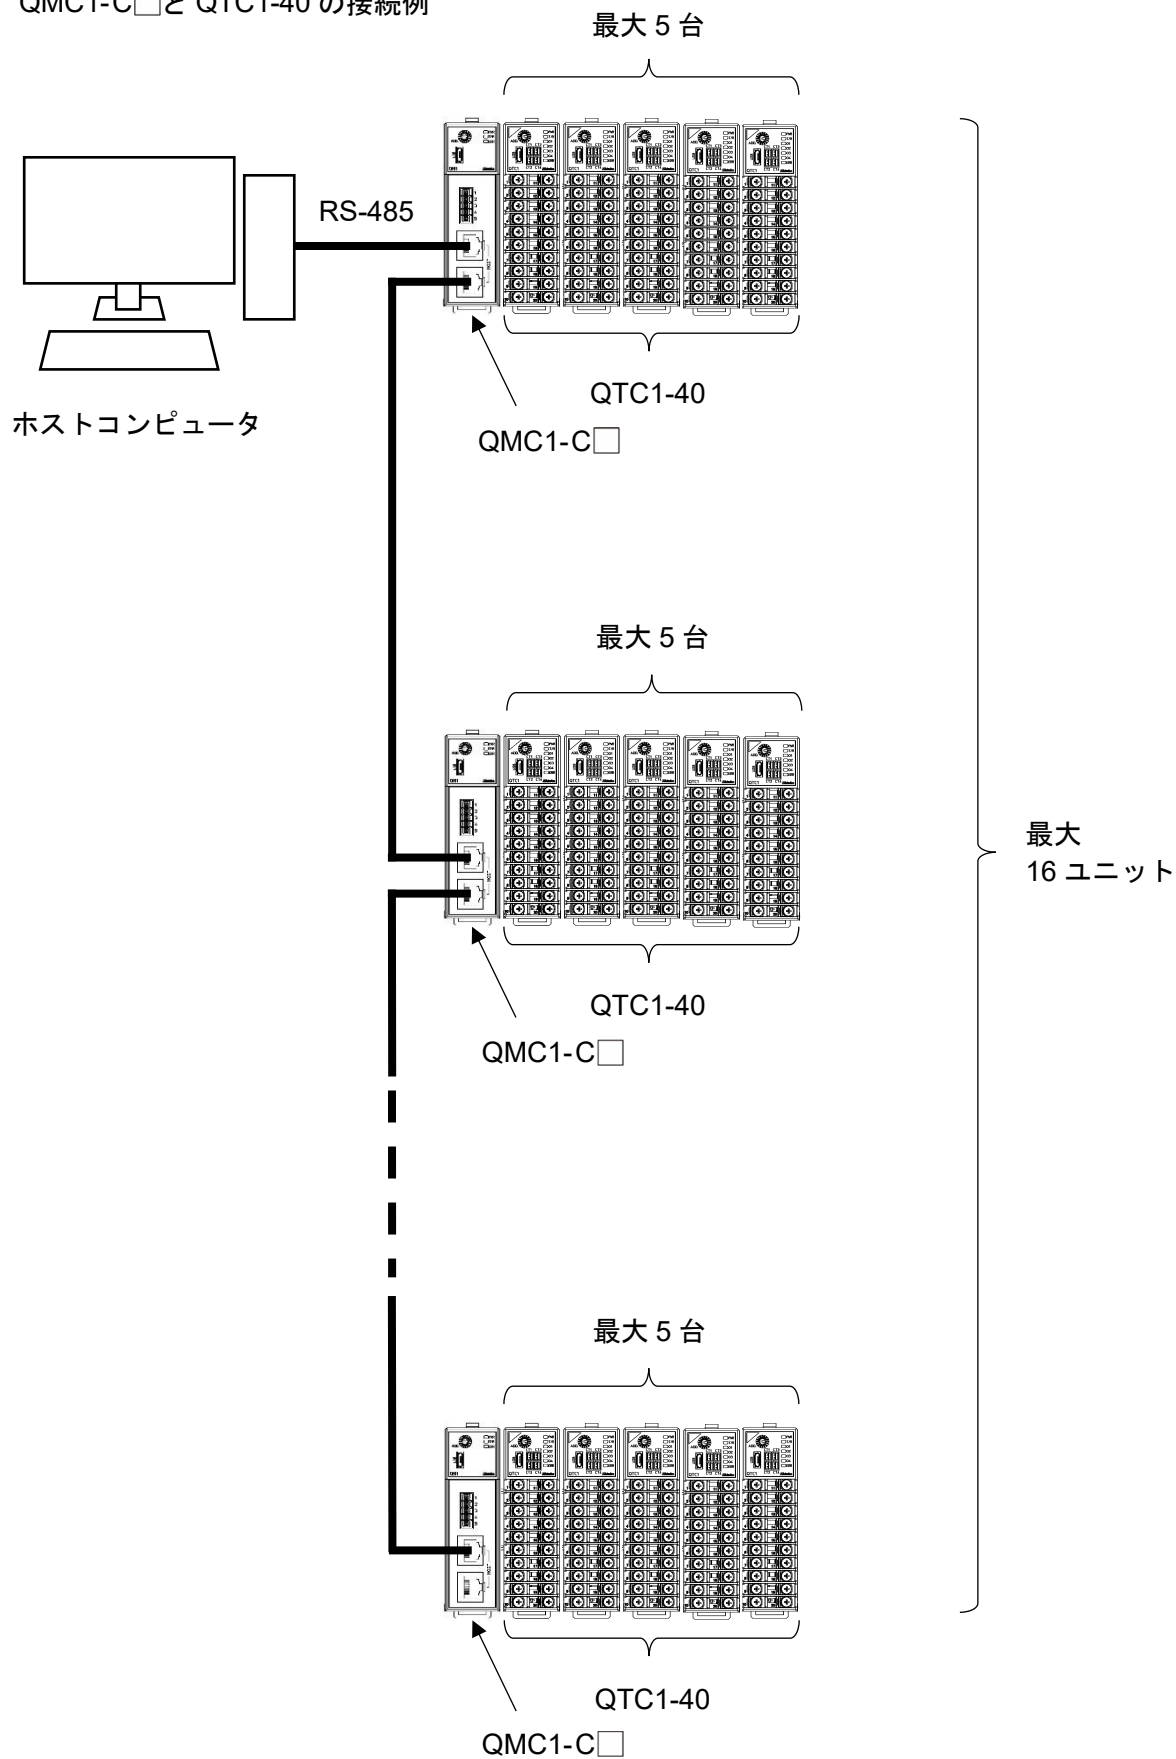 QMC1-C□と QTC1-40 の接続例
最大 5 台
RS-485
QTC1-40
ホストコンピュータ
QMC1-C□
最大 5 台
最大
16 ユニット
QTC1-40
QMC1-C□
最大 5 台
QTC1-40
QMC1-C□